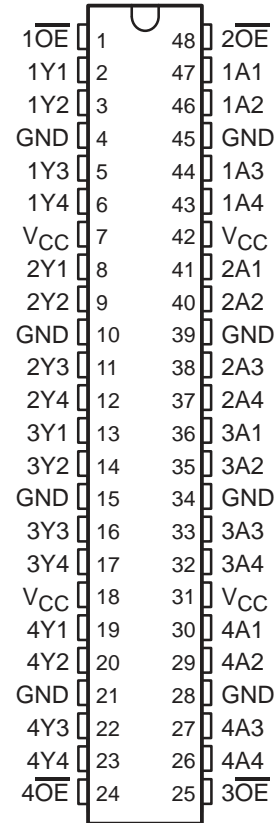 1O̅E̅ 1 48 2O̅E̅
1Y1 2 47 1A1
1Y2 3 46 1A2
GND 4 45 GND
1Y3 5 44 1A3
1Y4 6 43 1A4
VCC 7 42 VCC
2Y1 8 41 2A1
2Y2 9 40 2A2
GND 10 39 GND
2Y3 11 38 2A3
2Y4 12 37 2A4
3Y1 13 36 3A1
3Y2 14 35 3A2
GND 15 34 GND
3Y3 16 33 3A3
3Y4 17 32 3A4
VCC 18 31 VCC
4Y1 19 30 4A1
4Y2 20 29 4A2
GND 21 28 GND
4Y3 22 27 4A3
4Y4 23 26 4A4
4O̅E̅ 24 25 3O̅E̅